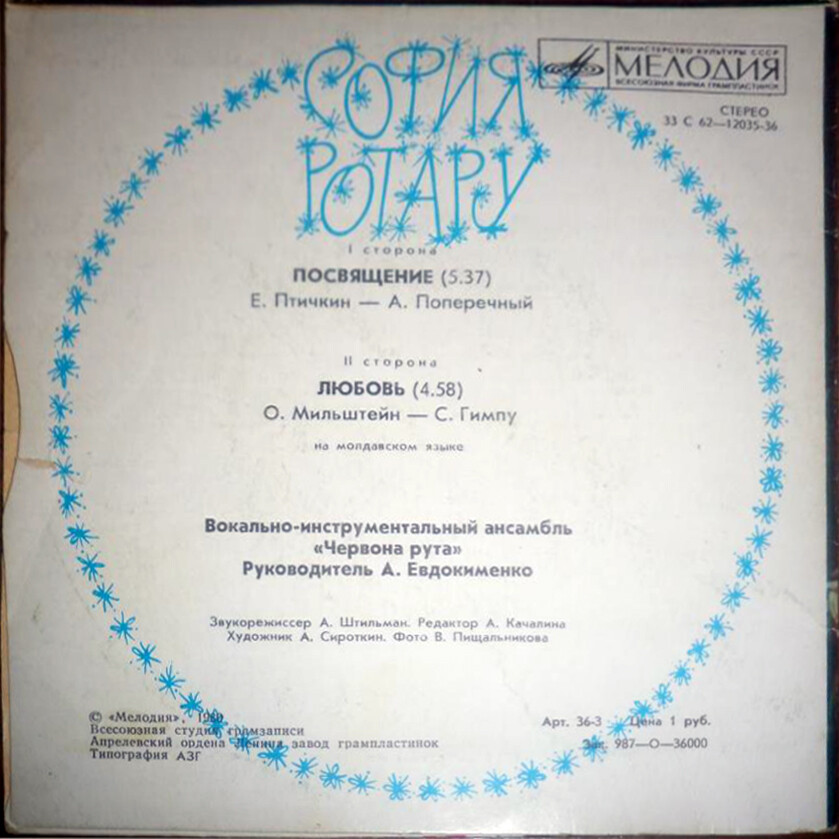 СОФИЯ
РОТАРУ
МИНИСТЕРСТВО КУЛЬТУРЫ СССР
МЕЛОДИЯ
ВСЕСОЮЗНАЯ ФИРМА ГРАМПЛАСТИНОК
СТЕРЕО
33 С 62—12035-36
I сторона
ПОСВЯЩЕНИЕ (5.37)
Е. Птичкин — А. Поперечный
II сторона
ЛЮБОВЬ (4.58)
О. Мильштейн — С. Гимпу
на молдавском языке
Вокально-инструментальный ансамбль
«Червона рута»
Руководитель А. Евдокименко
Звукорежиссер А. Штильман. Редактор А. Качалина
Художник А. Сироткин. Фото В. Пищальникова
© «Мелодия»,
Всесоюзная студия грамзаписи
Апрелевский ордена Ленина завод грампластинок
Типография АЗГ
Арт. 36-3 Цена 1 руб.
Зак. 987—О—36000